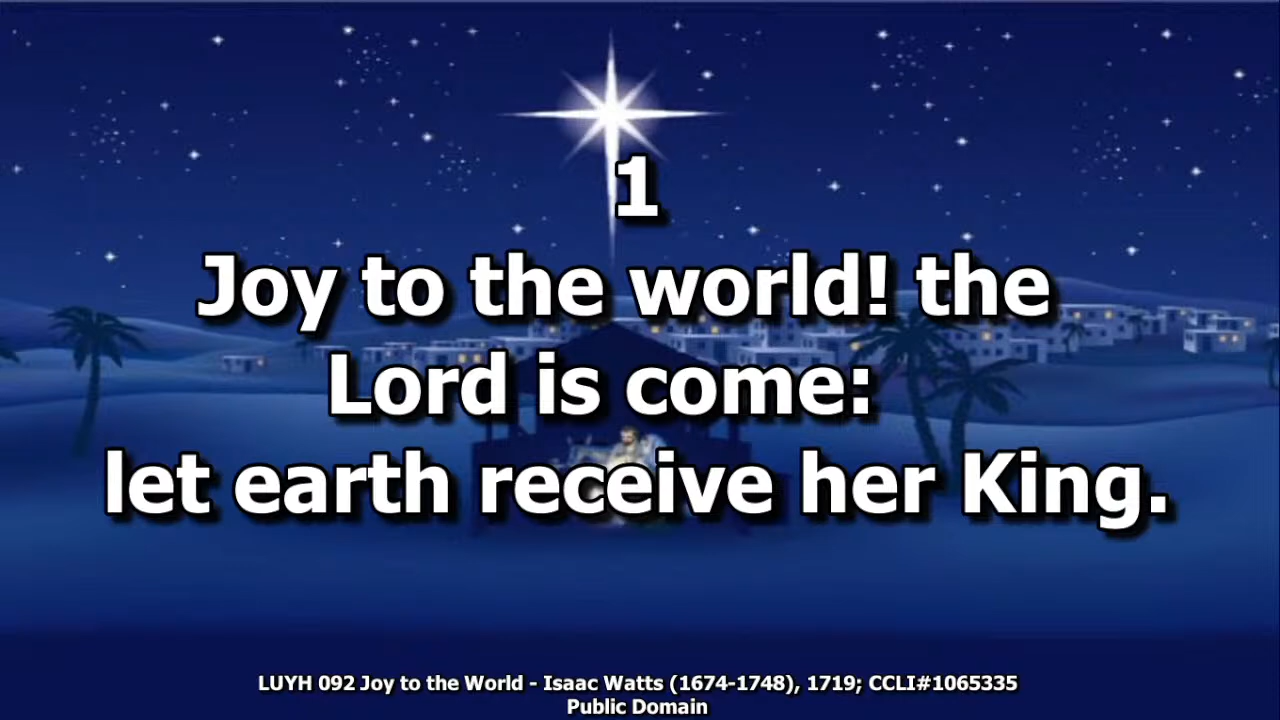 1
Joy to the world! the
Lord is come:
let earth receive her King.
LUYH 092 Joy to the World - Isaac Watts (1674-1748), 1719; CCLI#1065335
Public Domain